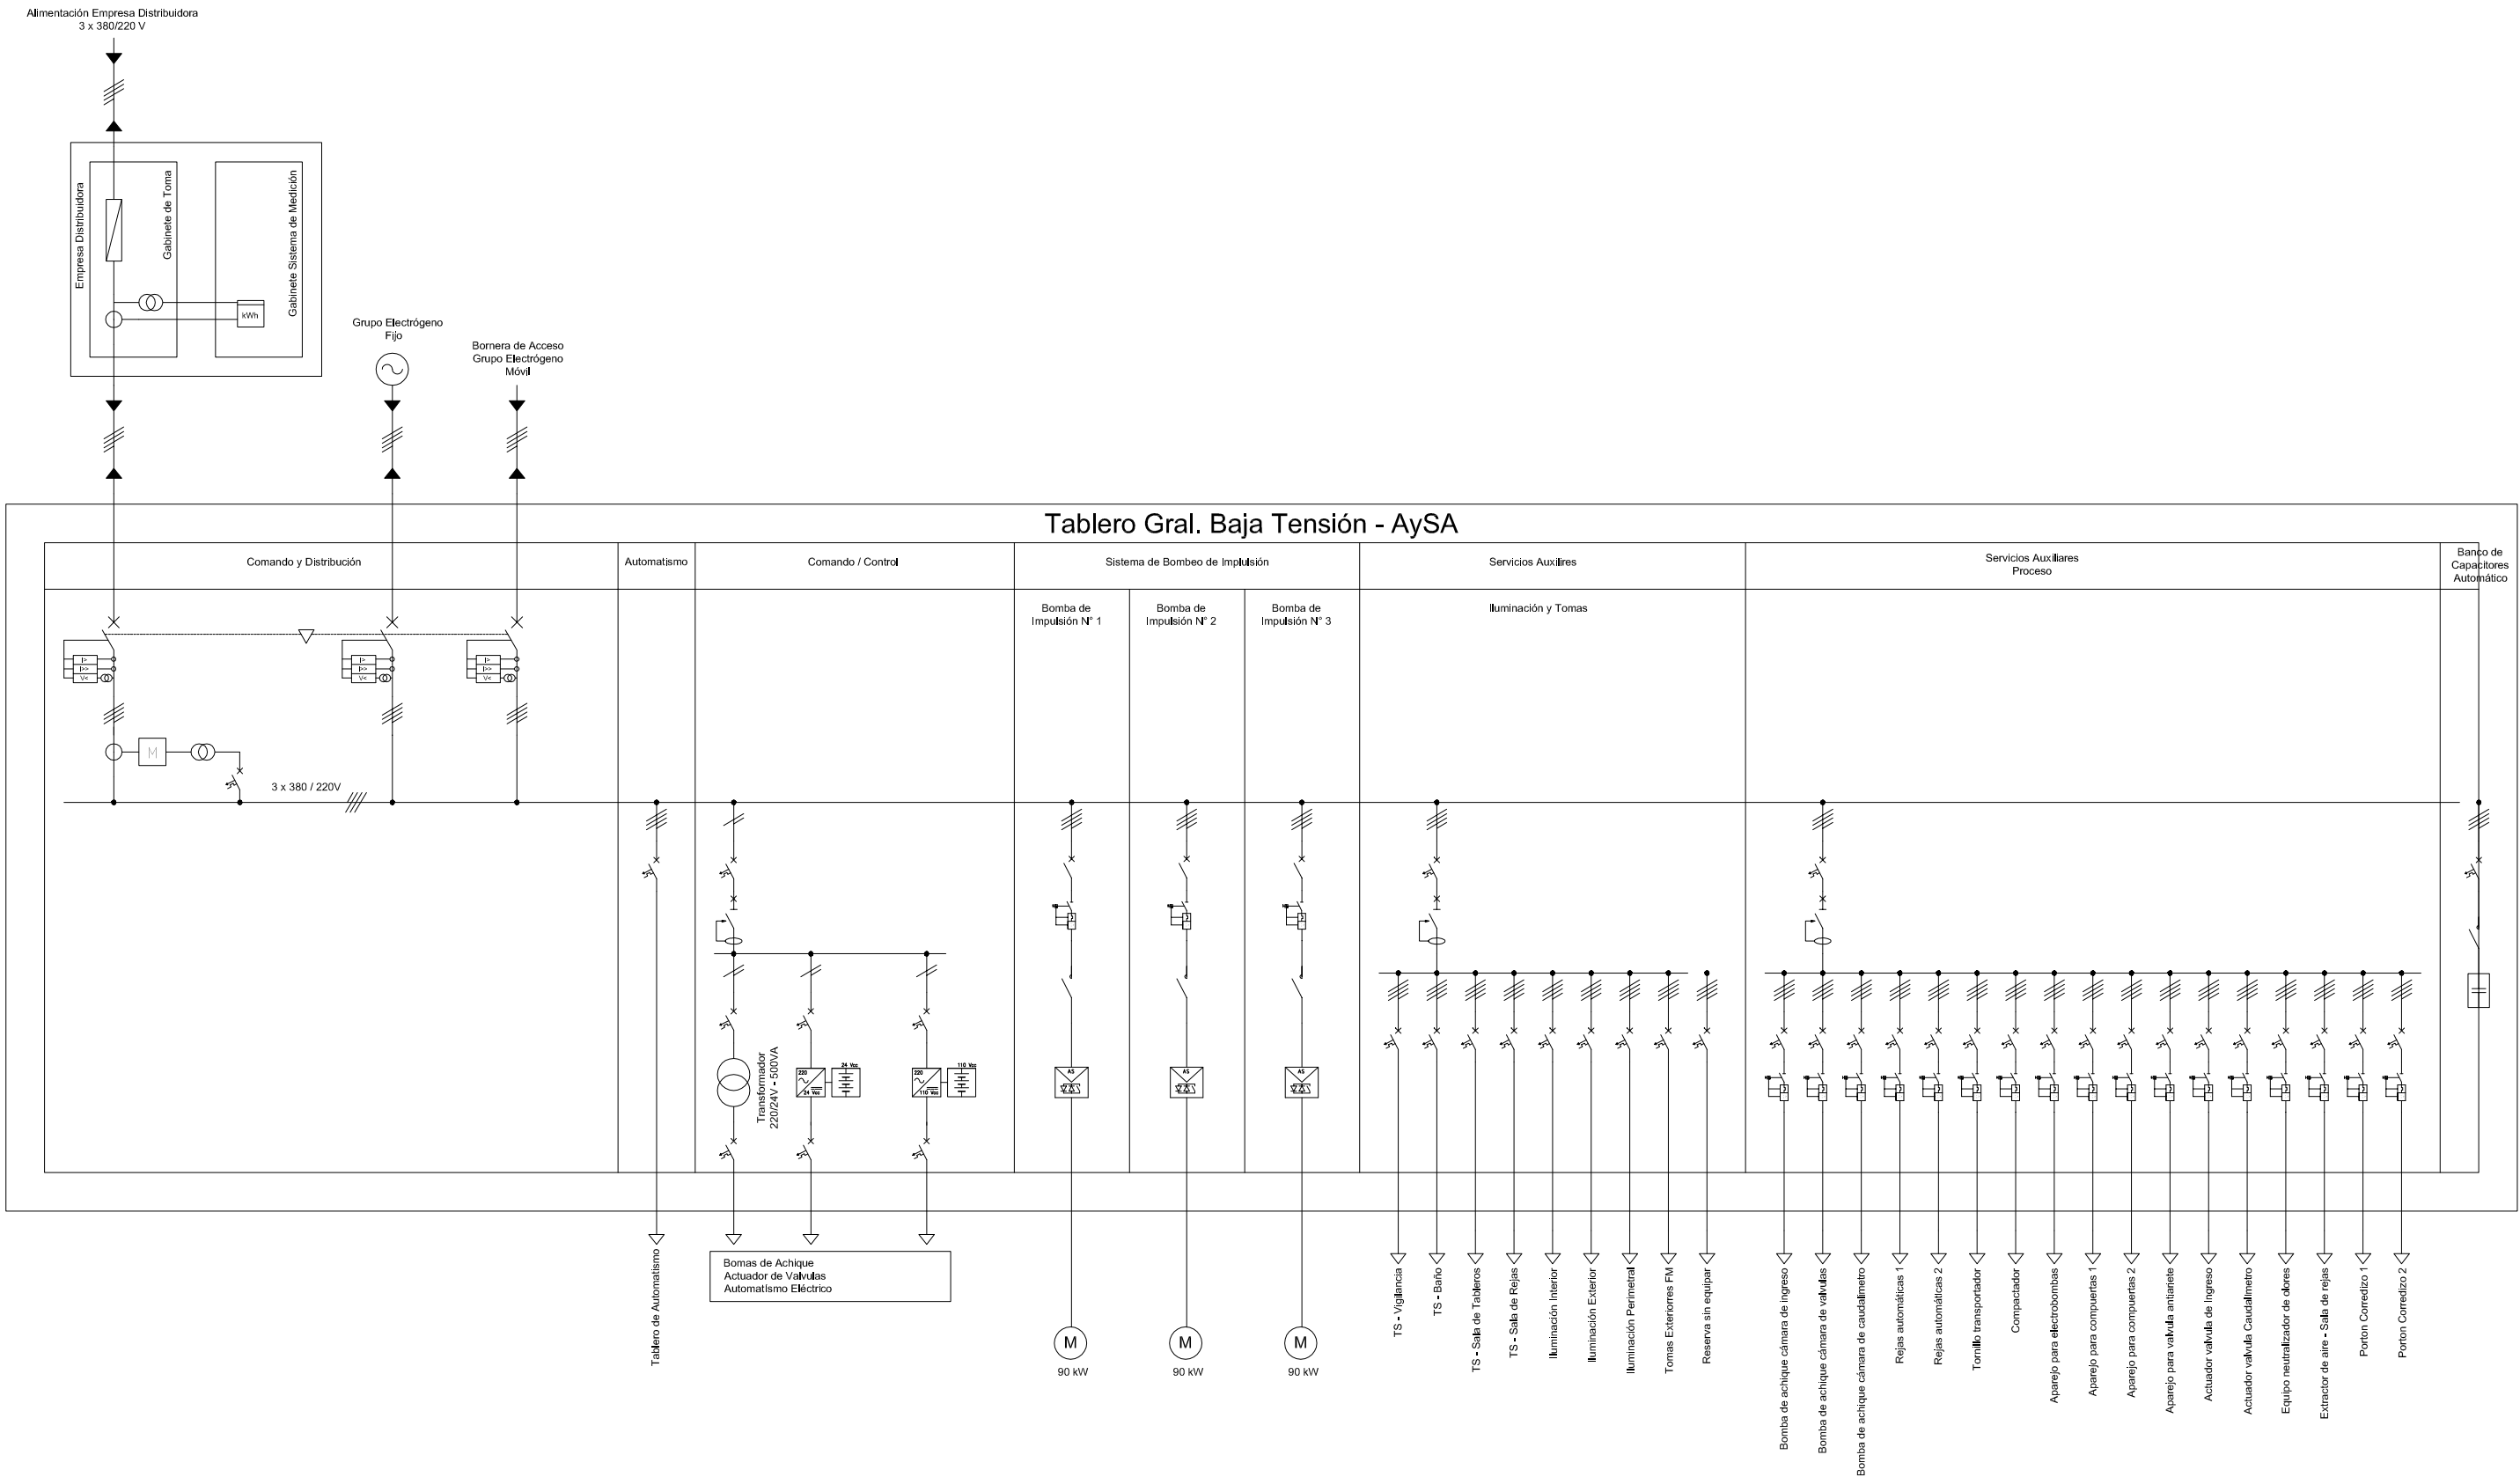 Alimentación Empresa Distribuidora
3 x 380/220 V
Empresa Distribuidora
Gabinete de Toma
Gabinete Sistema de Medición
kWh
Grupo Electrógeno
Fijo
Bornera de Acceso
Grupo Electrógeno
Móvil
Tablero Gral. Baja Tensión - AySA
Comando y Distribución
Automatismo
Comando / Control
Sistema de Bombeo de Implulsión
Servicios Auxilires
Servicios Auxiliares
Proceso
Banco de
Capacitores
Automático
Bomba de
Impulsión N° 1
Bomba de
Impulsión N° 2
Bomba de
Impulsión N° 3
Iluminación y Tomas
I>
I>>
V<
I>
I>>
V<
I>
I>>
V<
M
3 x 380 / 220V
Transformador
220/24V - 500VA
220
24 Vcc
24 Vcc
220
110 Vcc
110 Vcc
AS
AS
AS
Tablero de Automatismo
Bomas de Achique
Actuador de Valvulas
Automatismo Eléctrico
M
90 kW
M
90 kW
M
90 kW
TS - Vigilancia
TS - Baño
TS - Sala de Tableros
TS - Sala de Rejas
Iluminación Interior
Iluminación Exterior
Iluminación Perimetral
Tomas Exteriorres FM
Reserva sin equipar
Bomba de achique cámara de ingreso
Bomba de achique cámara de valvulas
Bomba de achique cámara de caudalimetro
Rejas automáticas 1
Rejas automáticas 2
Tornillo transportador
Compactador
Aparejo para electrobombas
Aparejo para compuertas 1
Aparejo para compuertas 2
Aparejo para valvula antiariete
Actuador valvula de Ingreso
Actuador valvula Caudalimetro
Equipo neutralizador de olores
Extractor de aire - Sala de rejas
Porton Corredizo 1
Porton Corredizo 2